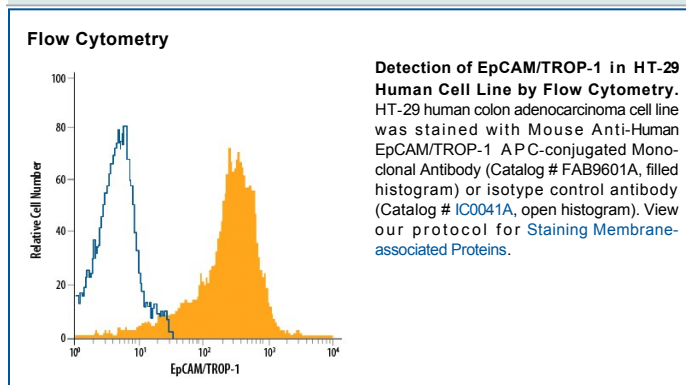 Flow Cytometry
100
80
60
40
20
0
Relative Cell Number
10⁰ 10¹ 10² 10³ 10⁴
EpCAM/TROP-1
Detection of EpCAM/TROP-1 in HT-29
Human Cell Line by Flow Cytometry.
HT-29 human colon adenocarcinoma cell line
was stained with Mouse Anti-Human
EpCAM/TROP-1 APC-conjugated Mono-
clonal Antibody (Catalog # FAB9601A, filled
histogram) or isotype control antibody
(Catalog # IC0041A, open histogram). View
our protocol for Staining Membrane-
associated Proteins.